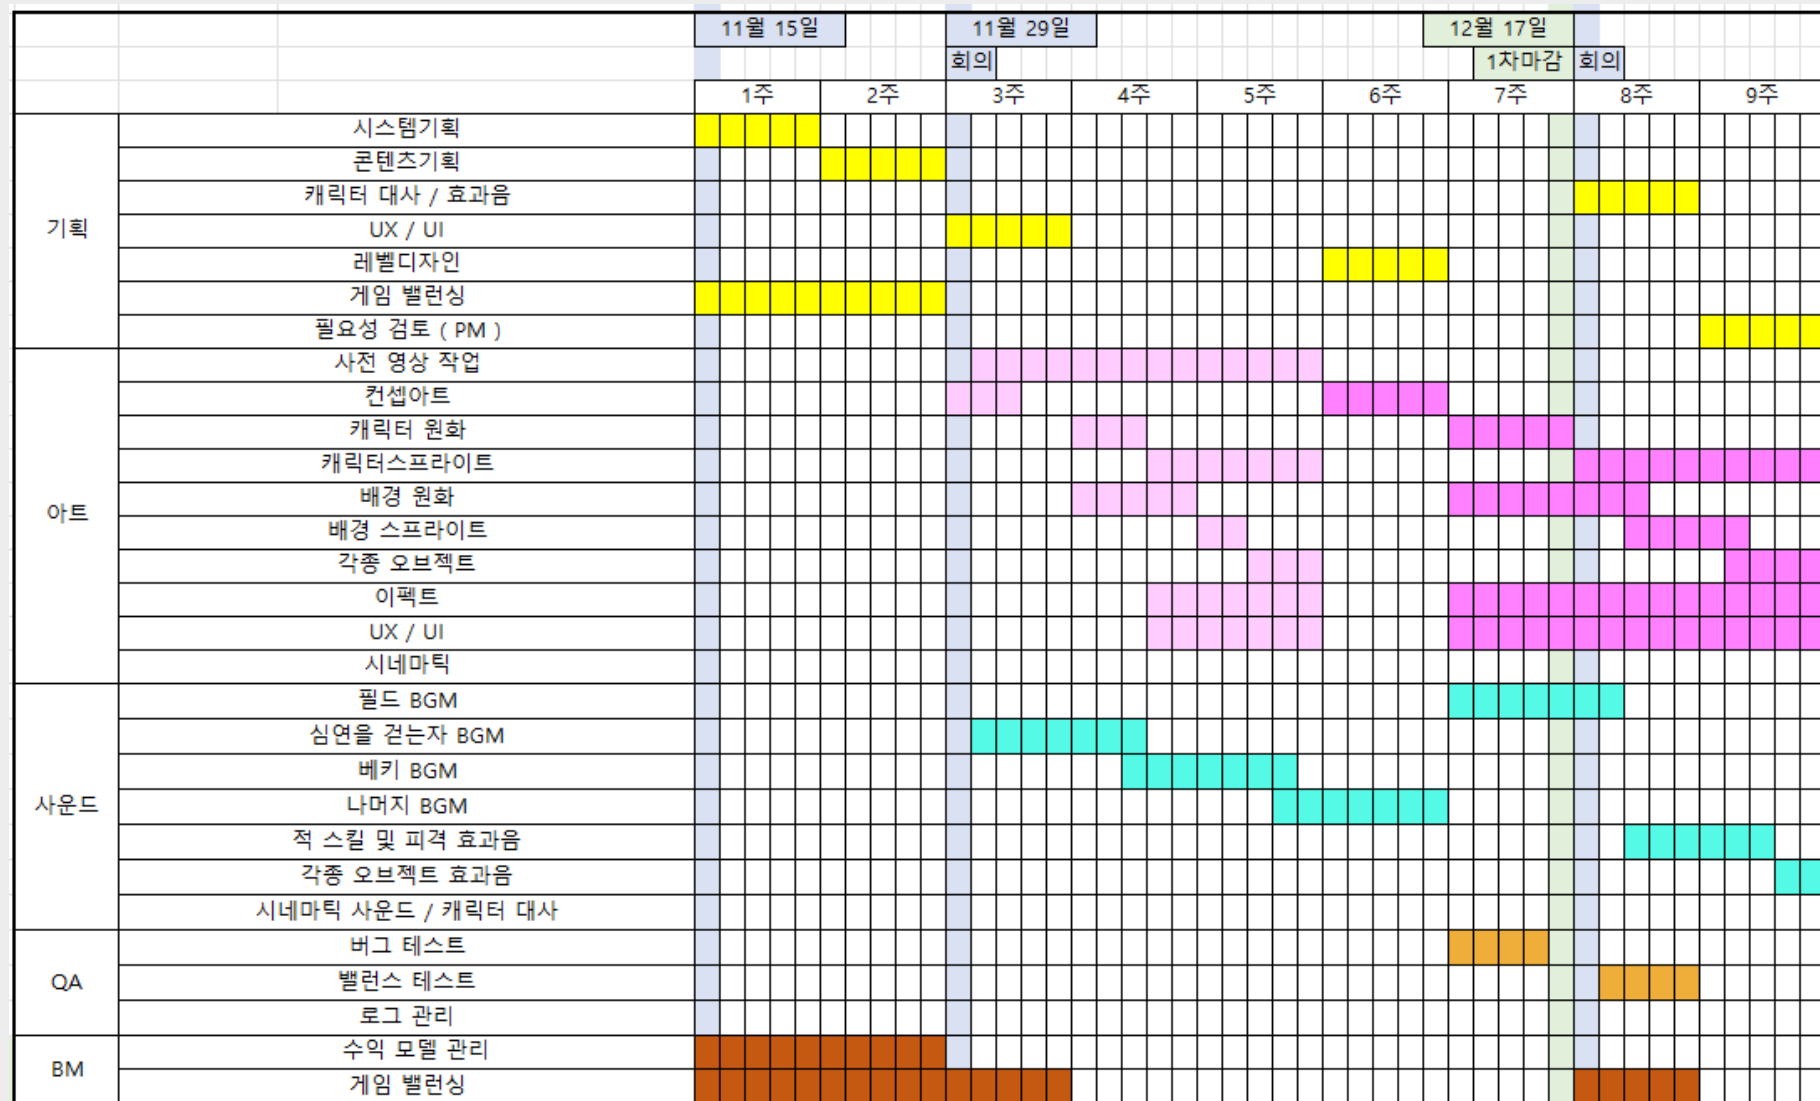 11월 15일 11월 29일 12월 17일
회의 1차마감 회의
1주 2주 3주 4주 5주 6주 7주 8주 9주
기획
시스템기획
콘텐츠기획
캐릭터 대사 / 효과음
UX / UI
레벨디자인
게임 밸런싱
필요성 검토 ( PM )
아트
사전 영상 작업
컨셉아트
캐릭터 원화
캐릭터스프라이트
배경 원화
배경 스프라이트
각종 오브젝트
이펙트
UX / UI
시네마틱
사운드
필드 BGM
심연을 걷는자 BGM
베키 BGM
나머지 BGM
적 스킬 및 피격 효과음
각종 오브젝트 효과음
시네마틱 사운드 / 캐릭터 대사
QA
버그 테스트
밸런스 테스트
로그 관리
BM
수익 모델 관리
게임 밸런싱